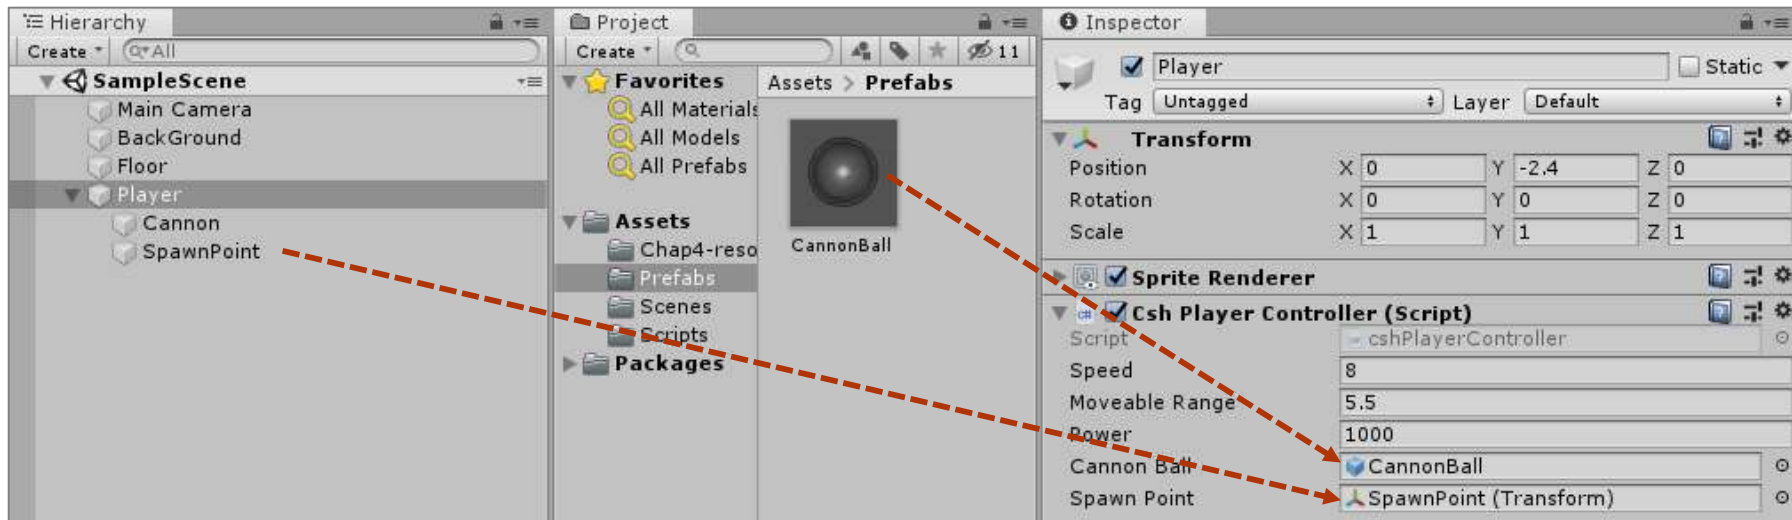 Hierarchy
Create
All
SampleScene
Main Camera
BackGround
Floor
Player
Cannon
SpawnPoint
Project
Create
11
Favorites
All Materials
All Models
All Prefabs
Assets
Chap4-reso
Prefabs
Scenes
Scripts
Packages
Assets > Prefabs
CannonBall
Inspector
Player
Static
Tag Untagged Layer Default
Transform
Position X 0 Y -2.4 Z 0
Rotation X 0 Y 0 Z 0
Scale X 1 Y 1 Z 1
Sprite Renderer
Csh Player Controller (Script)
Script cshPlayerController
Speed 8
Moveable Range 5.5
Power 1000
Cannon Ball CannonBall
Spawn Point SpawnPoint (Transform)